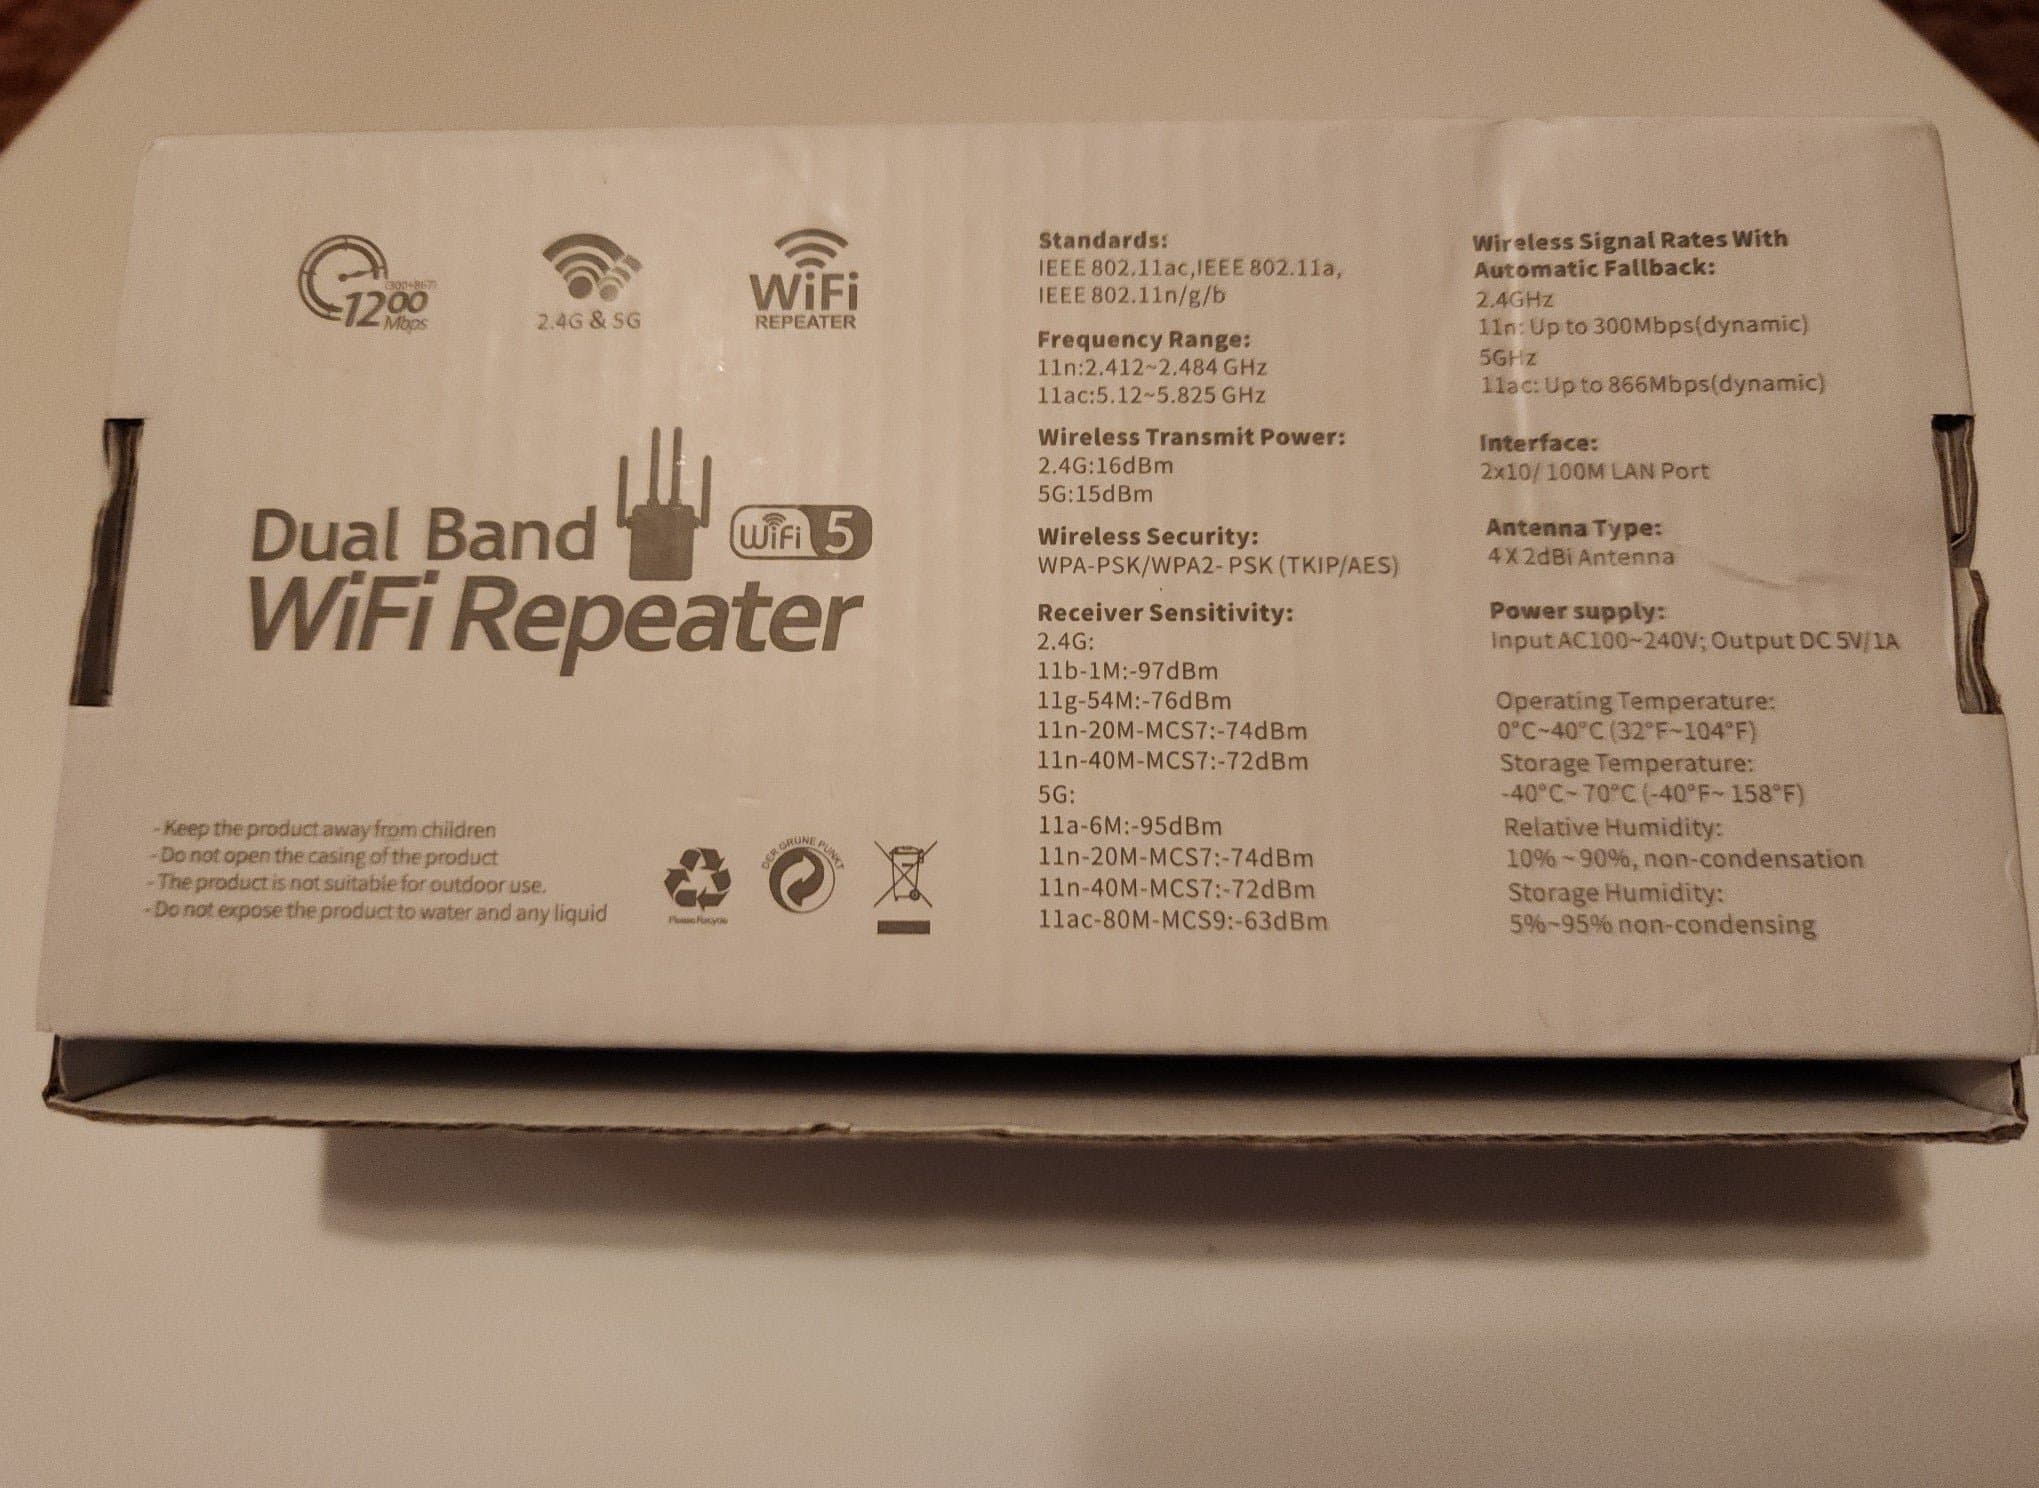 (300+867)
1200
Mbps
2.4G & 5G
WiFi
REPEATER
Dual Band
WiFi 5
WiFi Repeater
- Keep the product away from children
- Do not open the casing of the product
- The product is not suitable for outdoor use.
- Do not expose the product to water and any liquid
Please Recycle
DER GRÜNE PUNKT
Standards:
IEEE 802.11ac,IEEE 802.11a,
IEEE 802.11n/g/b
Frequency Range:
11n:2.412~2.484 GHz
11ac:5.12~5.825 GHz
Wireless Transmit Power:
2.4G:16dBm
5G:15dBm
Wireless Security:
WPA-PSK/WPA2- PSK (TKIP/AES)
Receiver Sensitivity:
2.4G:
11b-1M:-97dBm
11g-54M:-76dBm
11n-20M-MCS7:-74dBm
11n-40M-MCS7:-72dBm
5G:
11a-6M:-95dBm
11n-20M-MCS7:-74dBm
11n-40M-MCS7:-72dBm
11ac-80M-MCS9:-63dBm
Wireless Signal Rates With
Automatic Fallback:
2.4GHz
11n: Up to 300Mbps(dynamic)
5GHz
11ac: Up to 866Mbps(dynamic)
Interface:
2x10/ 100M LAN Port
Antenna Type:
4 X 2dBi Antenna
Power supply:
Input AC100~240V; Output DC 5V/1A
Operating Temperature:
0°C~40°C (32°F~104°F)
Storage Temperature:
-40°C~ 70°C (-40°F~ 158°F)
Relative Humidity:
10% ~ 90%, non-condensation
Storage Humidity:
5%~95% non-condensing